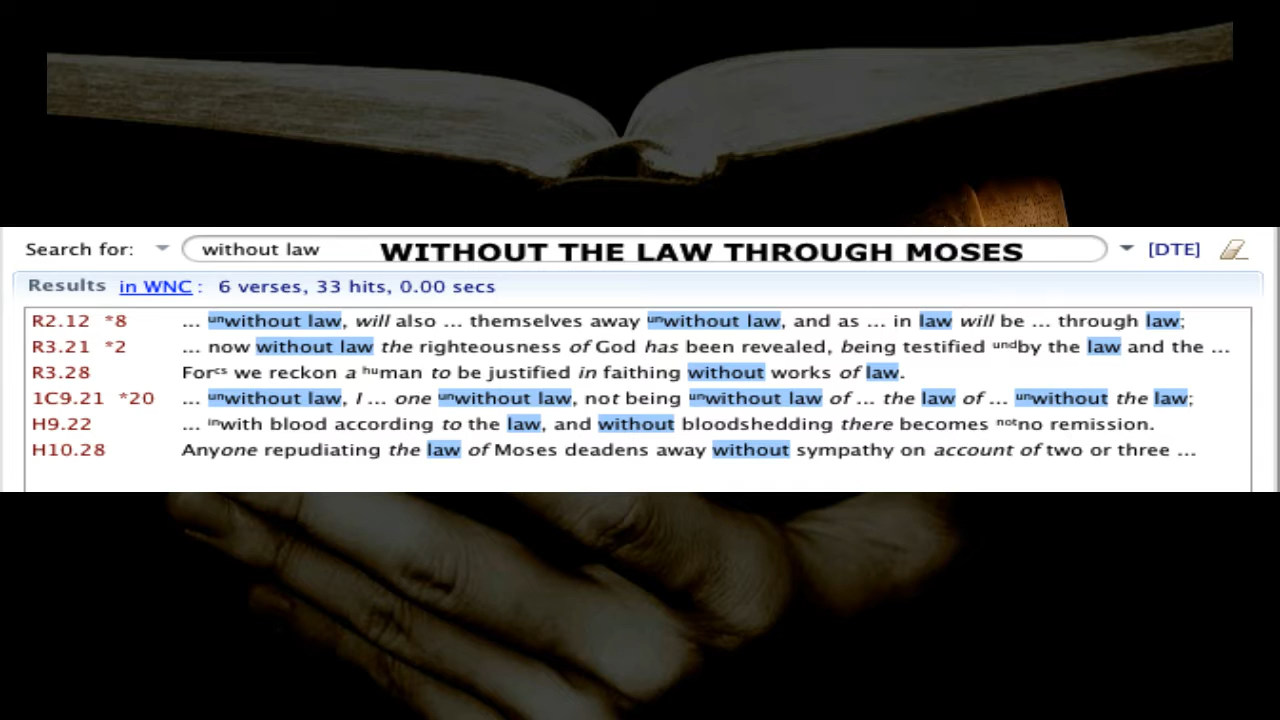 Search for: without law WITHOUT THE LAW THROUGH MOSES [DTE]
Results in WNC : 6 verses, 33 hits, 0.00 secs
R2.12 *8 ... ᵘⁿwithout law, will also ... themselves away ᵘⁿwithout law, and as ... in law will be ... through law;
R3.21 *2 ... now without law the righteousness of God has been revealed, being testified ᵘⁿᵈby the law and the ...
R3.28 Forᶜˢ we reckon a ʰᵘman to be justified in faithing without works of law.
1C9.21 *20 ... ᵘⁿwithout law, I ... one ᵘⁿwithout law, not being ᵘⁿwithout law of ... the law of ... ᵘⁿwithout the law;
H9.22 ... ⁱⁿwith blood according to the law, and without bloodshedding there becomes ⁿᵒᵗno remission.
H10.28 Anyone repudiating the law of Moses deadens away without sympathy on account of two or three ...